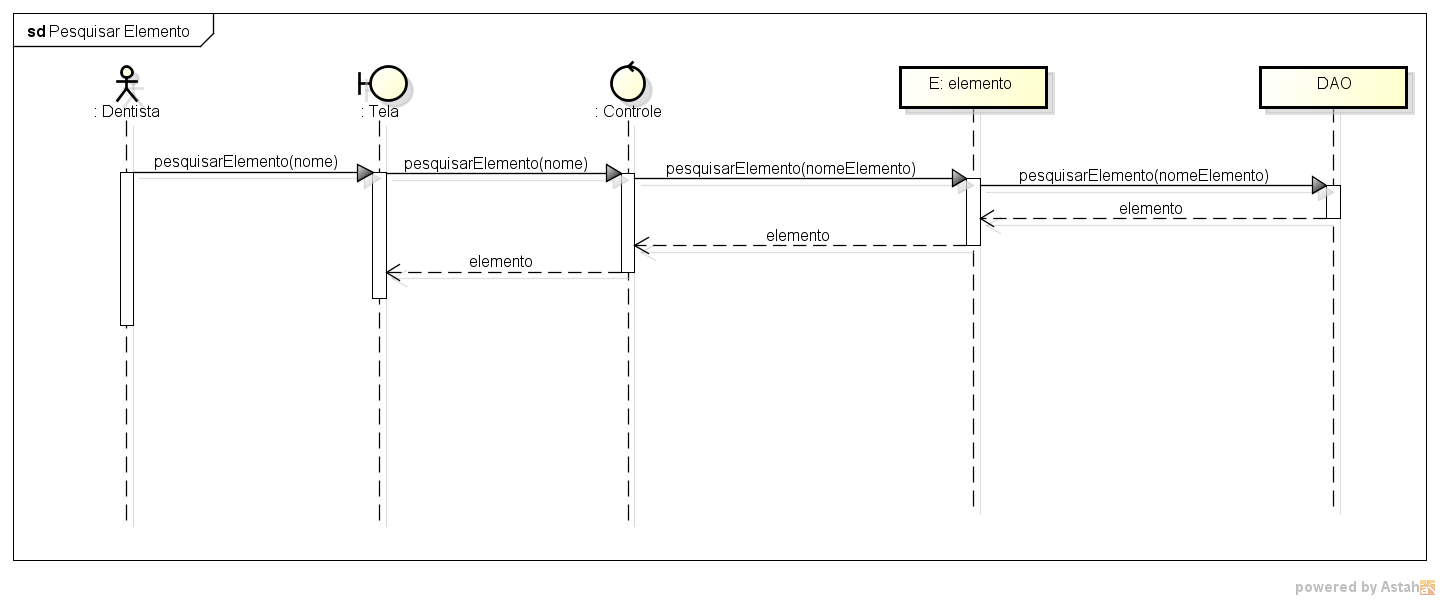 sd Pesquisar Elemento
: Dentista
: Tela
: Controle
E: elemento
DAO
pesquisarElemento(nome)
pesquisarElemento(nome)
pesquisarElemento(nomeElemento)
pesquisarElemento(nomeElemento)
elemento
elemento
elemento
powered by Astah